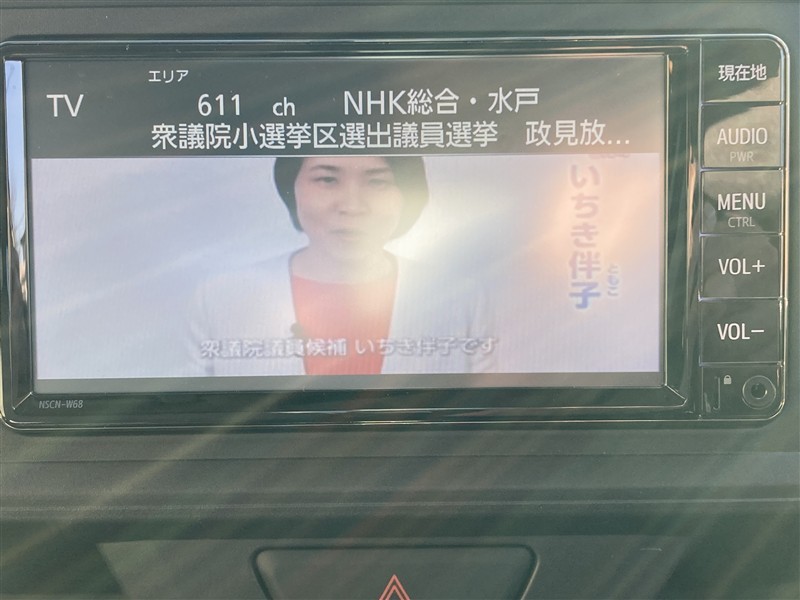 エリア
TV 611 ch NHK総合・水戸
衆議院小選挙区選出議員選挙 政見放...
いちき伴子
ともこ
衆議院議員候補 いちき伴子です
NSCN-W68
現在地
AUDIO
PWR
MENU
CTRL
VOL+
VOL−